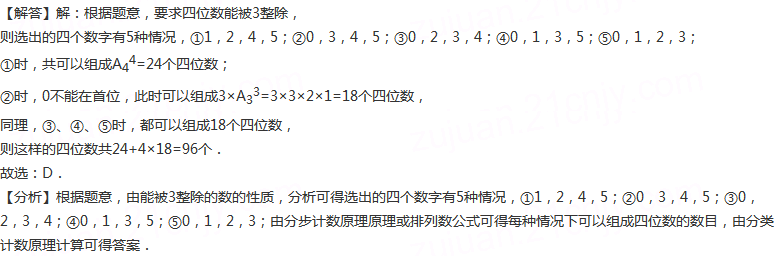 【解答】解：根据题意，要求四位数能被3整除，
则选出的四个数字有5种情况，①1，2，4，5；②0，3，4，5；③0，2，3，4；④0，1，3，5；⑤0，1，2，3；
①时，共可以组成A₄⁴=24个四位数；
②时，0不能在首位，此时可以组成3×A₃³=3×3×2×1=18个四位数，
同理，③、④、⑤时，都可以组成18个四位数，
则这样的四位数共24+4×18=96个．
故选：D．
【分析】根据题意，由能被3整除的数的性质，分析可得选出的四个数字有5种情况，①1，2，4，5；②0，3，4，5；③0，
2，3，4；④0，1，3，5；⑤0，1，2，3；由分步计数原理原理或排列数公式可得每种情况下可以组成四位数的数目，由分类
计数原理计算可得答案．